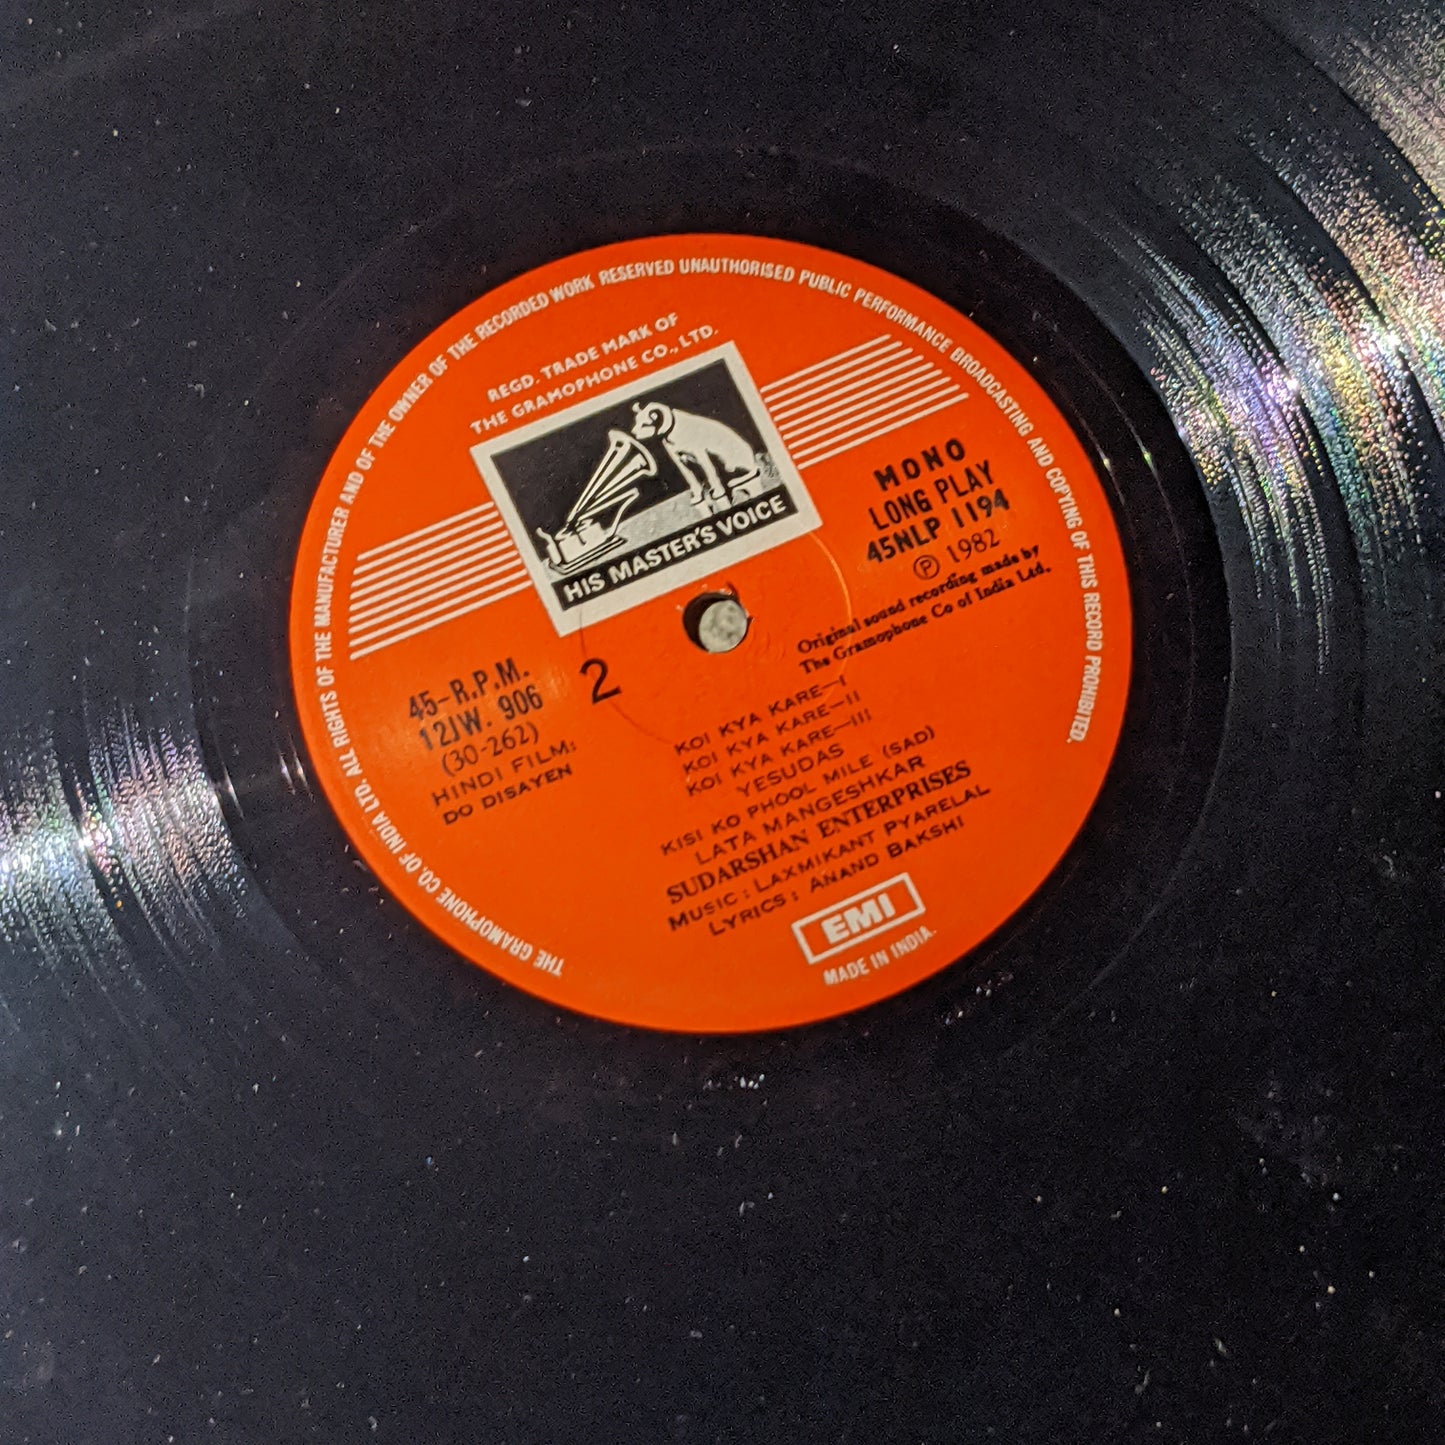 THE GRAMOPHONE CO. OF INDIA LTD. ALL RIGHTS OF THE MANUFACTURER AND OF THE OWNER OF THE RECORDED WORK RESERVED UNAUTHORISED PUBLIC PERFORMANCE BROADCASTING AND COPYING OF THIS RECORD PROHIBITED.
REGD. TRADE MARK OF
THE GRAMOPHONE CO., LTD.
HIS MASTER'S VOICE
MONO
LONG PLAY
45NLP 1194
Ⓟ 1982
Original sound recording made by
The Gramophone Co of India Ltd.
45-R.P.M.
12JW. 906
(30-262)
HINDI FILM:
DO DISAYEN
2
KOI KYA KARE—I
KOI KYA KARE—II
KOI KYA KARE—III
YESUDAS
KISI KO PHOOL MILE (SAD)
LATA MANGESHKAR
SUDARSHAN ENTERPRISES
MUSIC: LAXMIKANT PYARELAL
LYRICS: ANAND BAKSHI
EMI
MADE IN INDIA.